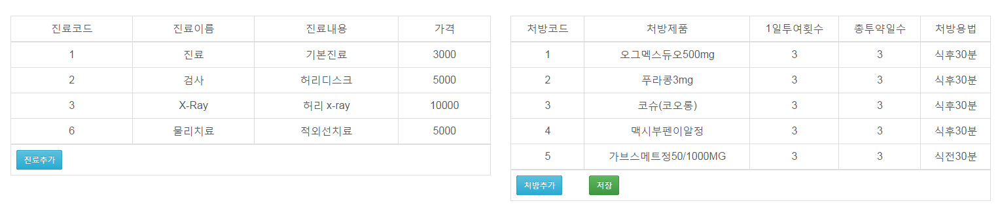 진료코드 진료이름 진료내용 가격
1 진료 기본진료 3000
2 검사 허리디스크 5000
3 X-Ray 허리 x-ray 10000
6 물리치료 적외선치료 5000
진료추가
처방코드 처방제품 1일투여횟수 총투약일수 처방용법
1 오그멕스듀오500mg 3 3 식후30분
2 푸라콩3mg 3 3 식후30분
3 코슈(코오롱) 3 3 식후30분
4 맥시부펜이알정 3 3 식후30분
5 가브스메트정50/1000MG 3 3 식전30분
처방추가 저장